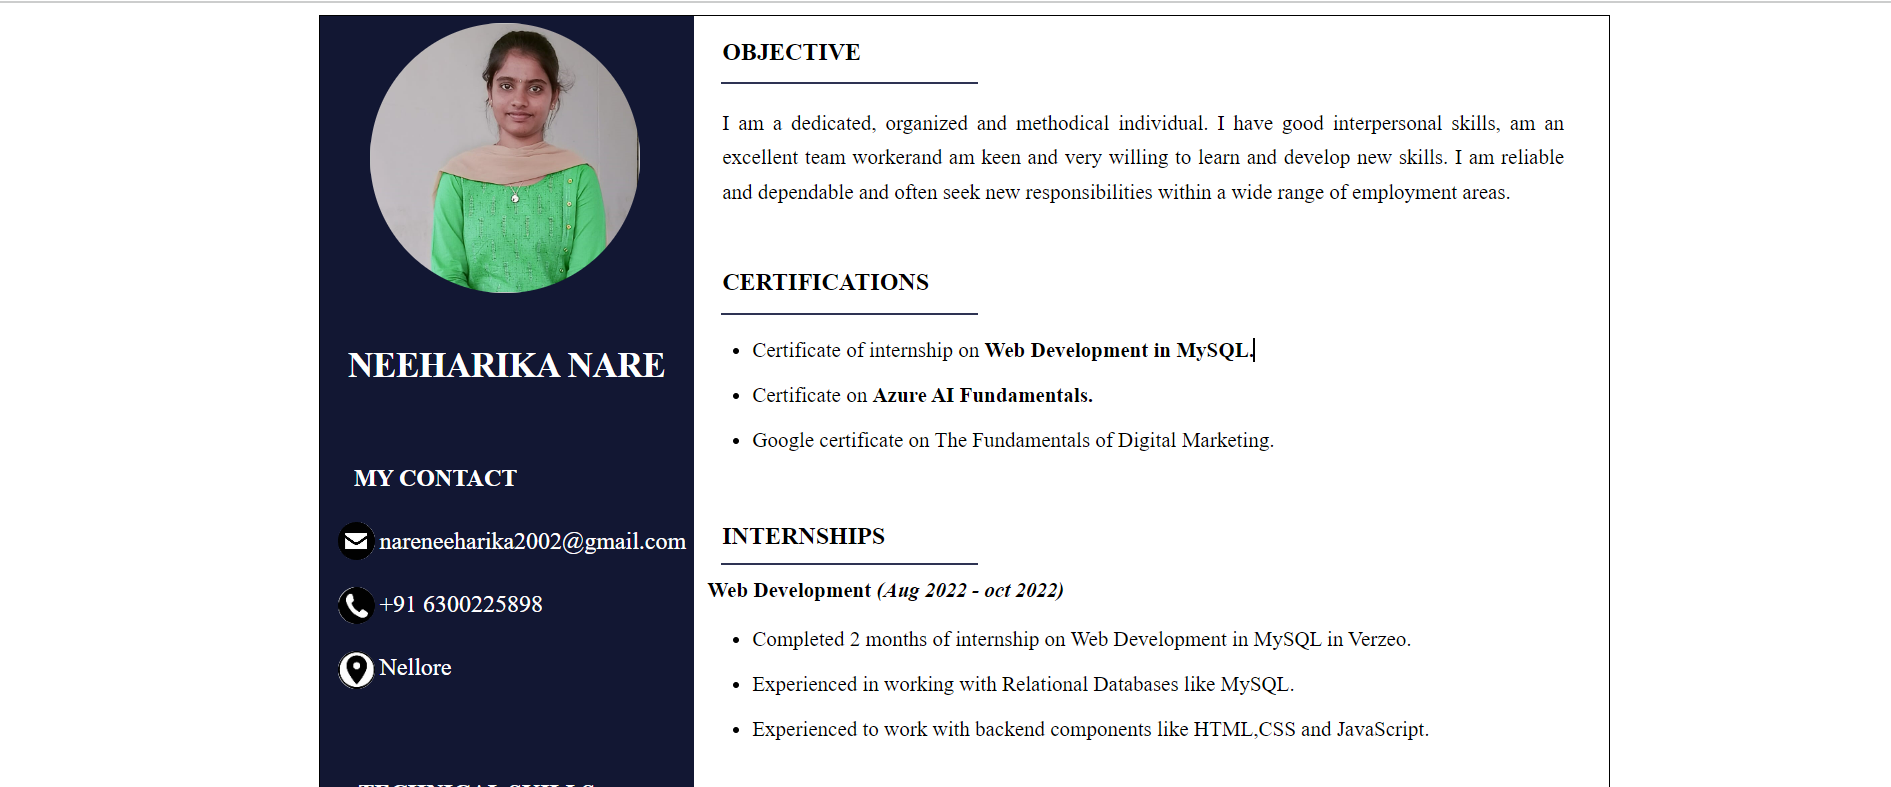 NEEHARIKA NARE
MY CONTACT
nareneeharika2002@gmail.com
+91 6300225898
Nellore
TECHNICAL SKILLS
OBJECTIVE
I am a dedicated, organized and methodical individual. I have good interpersonal skills, am an
excellent team workerand am keen and very willing to learn and develop new skills. I am reliable
and dependable and often seek new responsibilities within a wide range of employment areas.
CERTIFICATIONS
• Certificate of internship on Web Development in MySQL.
• Certificate on Azure AI Fundamentals.
• Google certificate on The Fundamentals of Digital Marketing.
INTERNSHIPS
Web Development (Aug 2022 - oct 2022)
• Completed 2 months of internship on Web Development in MySQL in Verzeo.
• Experienced in working with Relational Databases like MySQL.
• Experienced to work with backend components like HTML,CSS and JavaScript.